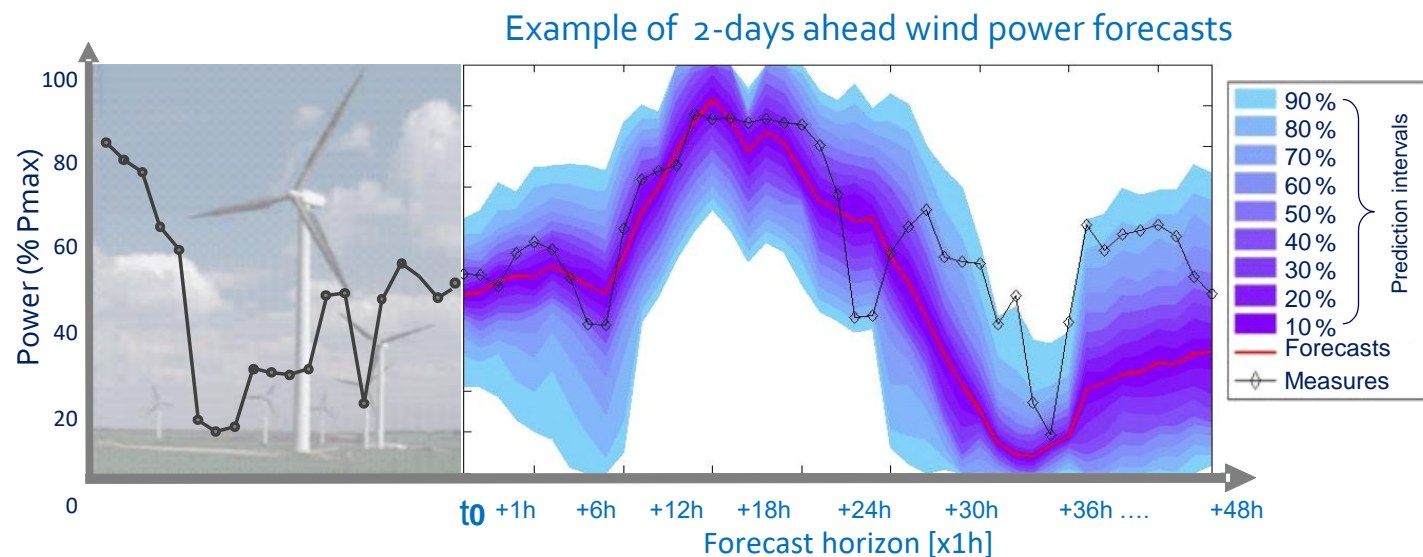 Example of 2-days ahead wind power forecasts
Power (% Pmax)
100
80
60
40
20
0
t0 +1h +6h +12h +18h +24h +30h +36h .... +48h
Forecast horizon [x1h]
90 %
80 %
70 %
60 %
50 %
40 %
30 %
20 %
10 %
Prediction intervals
Forecasts
Measures